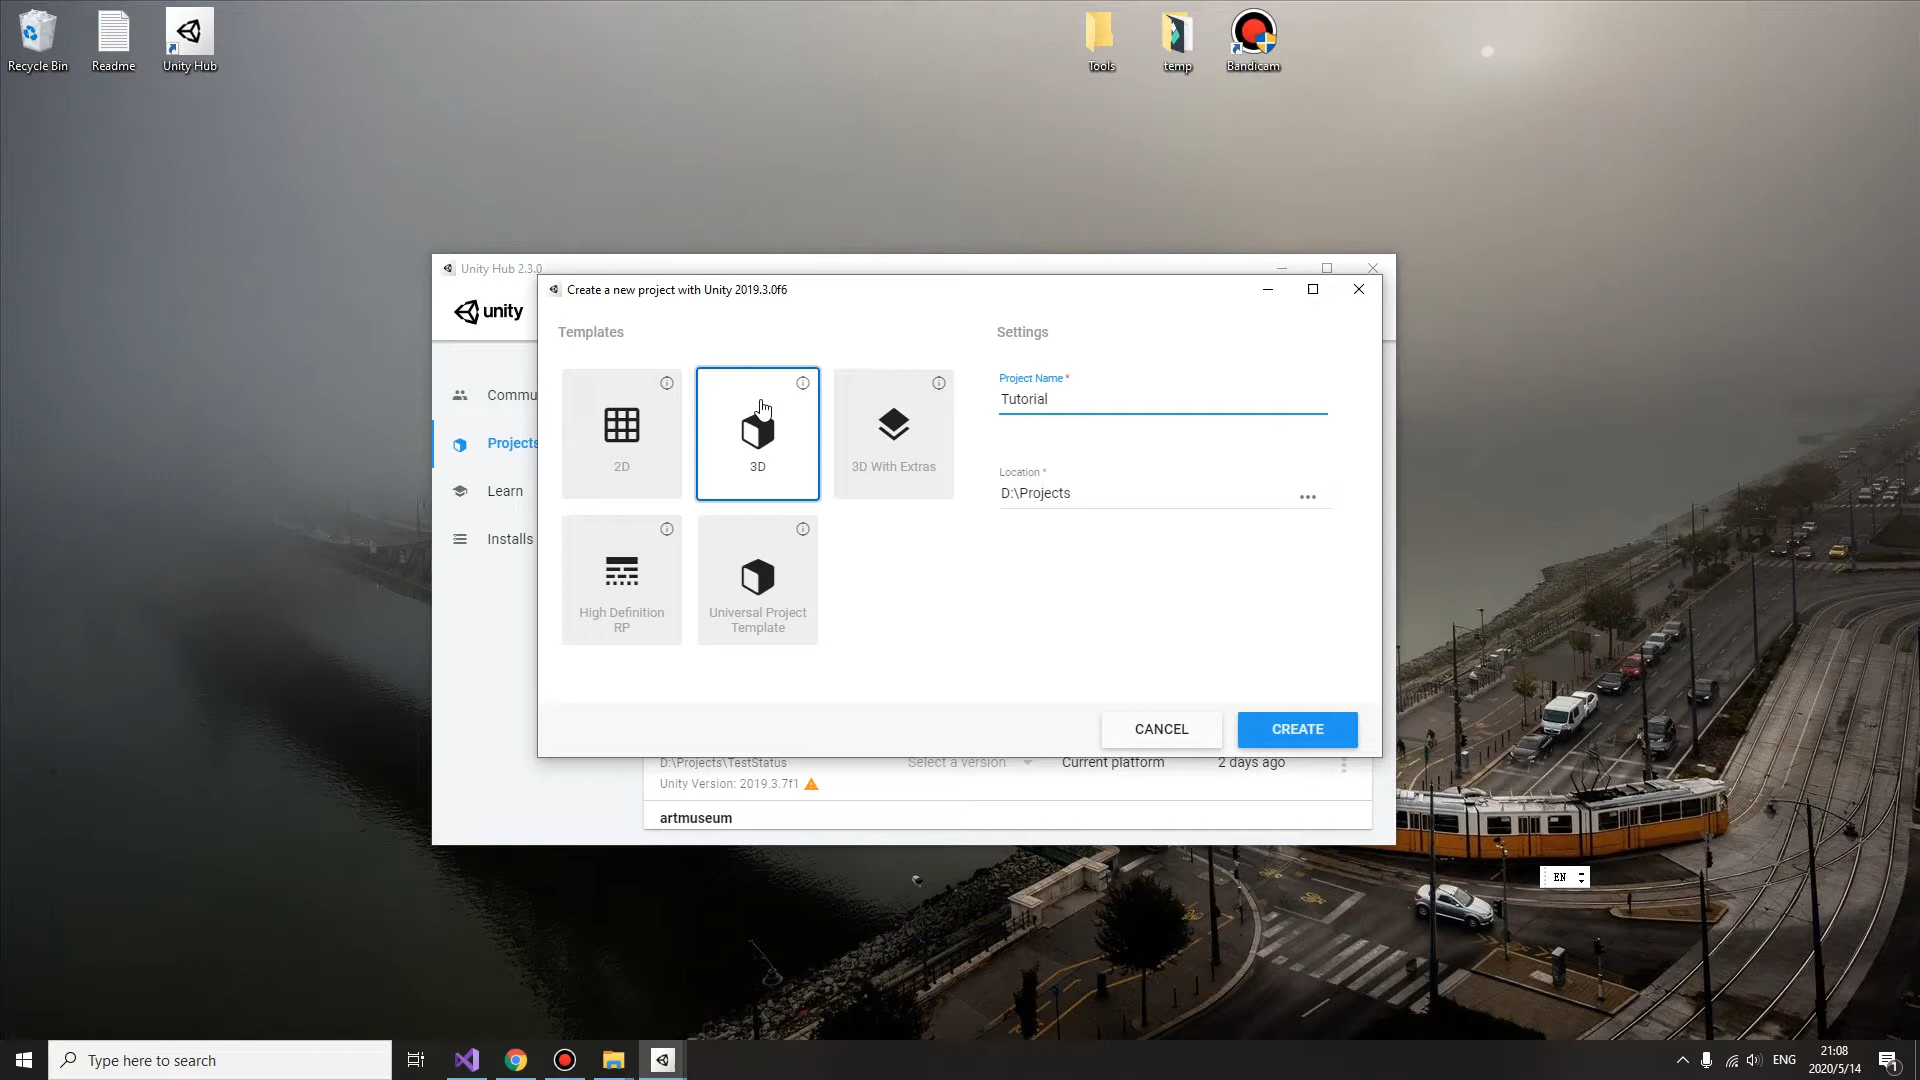 Recycle Bin
Readme
Unity Hub
Tools
temp
Bandicam
Unity Hub 2.3.0
Create a new project with Unity 2019.3.0f6
unity
Templates
Settings
Commu
Projects
Learn
Installs
2D
3D
3D With Extras
High Definition
RP
Universal Project
Template
Project Name *
Tutorial
Location *
D:\Projects
CANCEL
CREATE
D:\Projects\TestStatus
Select a version
Current platform
2 days ago
Unity Version: 2019.3.7f1
artmuseum
EN
Type here to search
ENG
21:08
2020/5/14
1